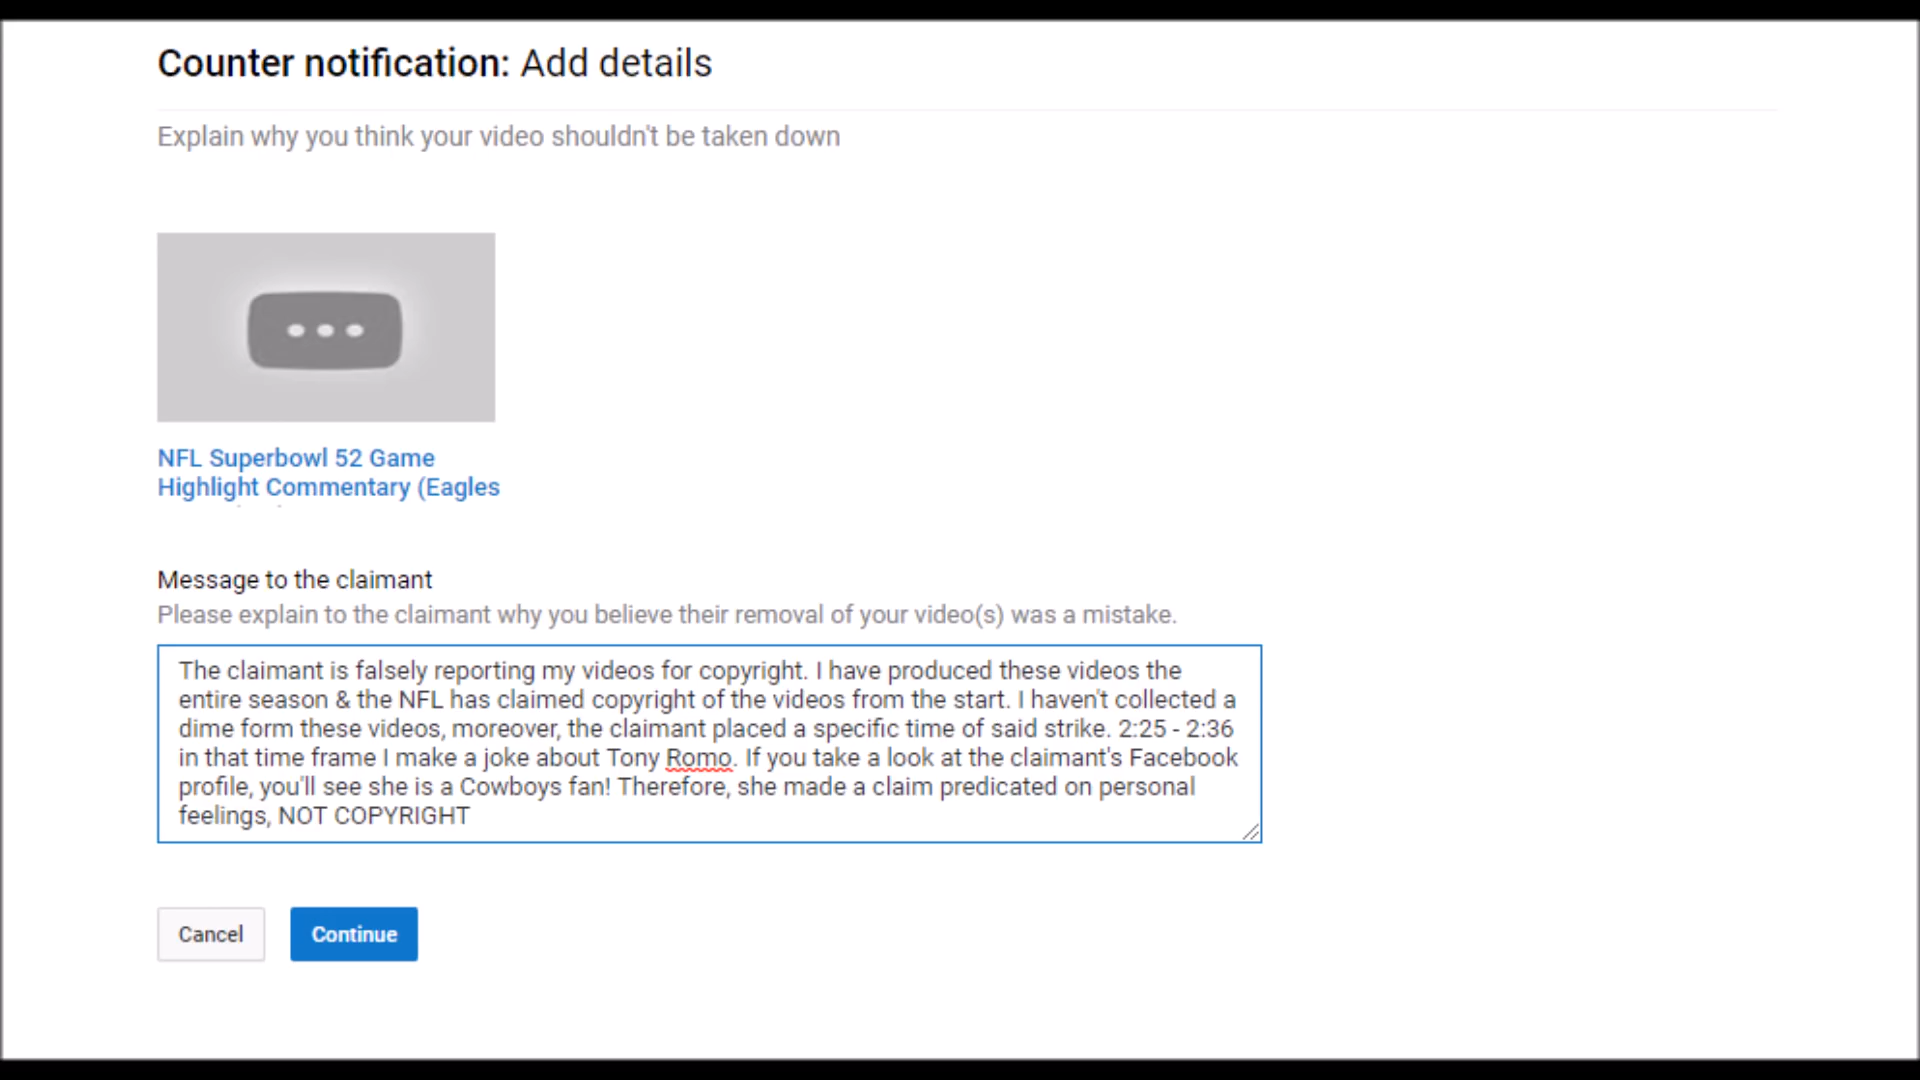 Counter notification: Add details
Explain why you think your video shouldn't be taken down
NFL Superbowl 52 Game
Highlight Commentary (Eagles
Message to the claimant
Please explain to the claimant why you believe their removal of your video(s) was a mistake.
The claimant is falsely reporting my videos for copyright. I have produced these videos the
entire season & the NFL has claimed copyright of the videos from the start. I haven't collected a
dime form these videos, moreover, the claimant placed a specific time of said strike. 2:25 - 2:36
in that time frame I make a joke about Tony Romo. If you take a look at the claimant's Facebook
profile, you'll see she is a Cowboys fan! Therefore, she made a claim predicated on personal
feelings, NOT COPYRIGHT
Cancel
Continue